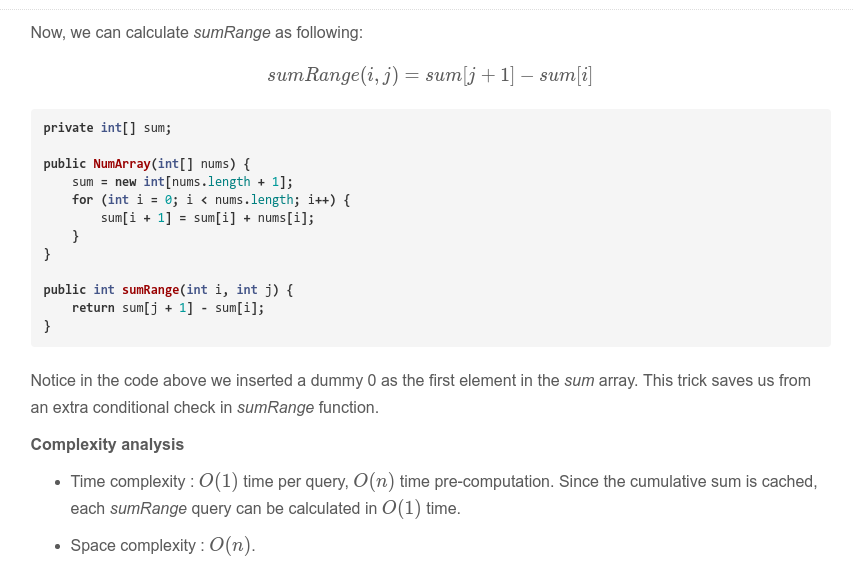 Now, we can calculate sumRange as following:
sumRange(i, j) = sum[j + 1] − sum[i]
private int[] sum;
public NumArray(int[] nums) {
    sum = new int[nums.length + 1];
    for (int i = 0; i < nums.length; i++) {
        sum[i + 1] = sum[i] + nums[i];
    }
}
public int sumRange(int i, int j) {
    return sum[j + 1] - sum[i];
}
Notice in the code above we inserted a dummy 0 as the first element in the sum array. This trick saves us from
an extra conditional check in sumRange function.
Complexity analysis
• Time complexity : O(1) time per query, O(n) time pre-computation. Since the cumulative sum is cached,
each sumRange query can be calculated in O(1) time.
• Space complexity : O(n).